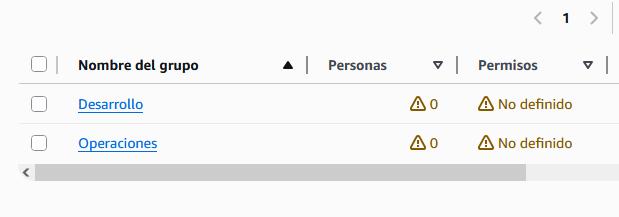 1
Nombre del grupo Personas Permisos
Desarrollo 0 No definido
Operaciones 0 No definido